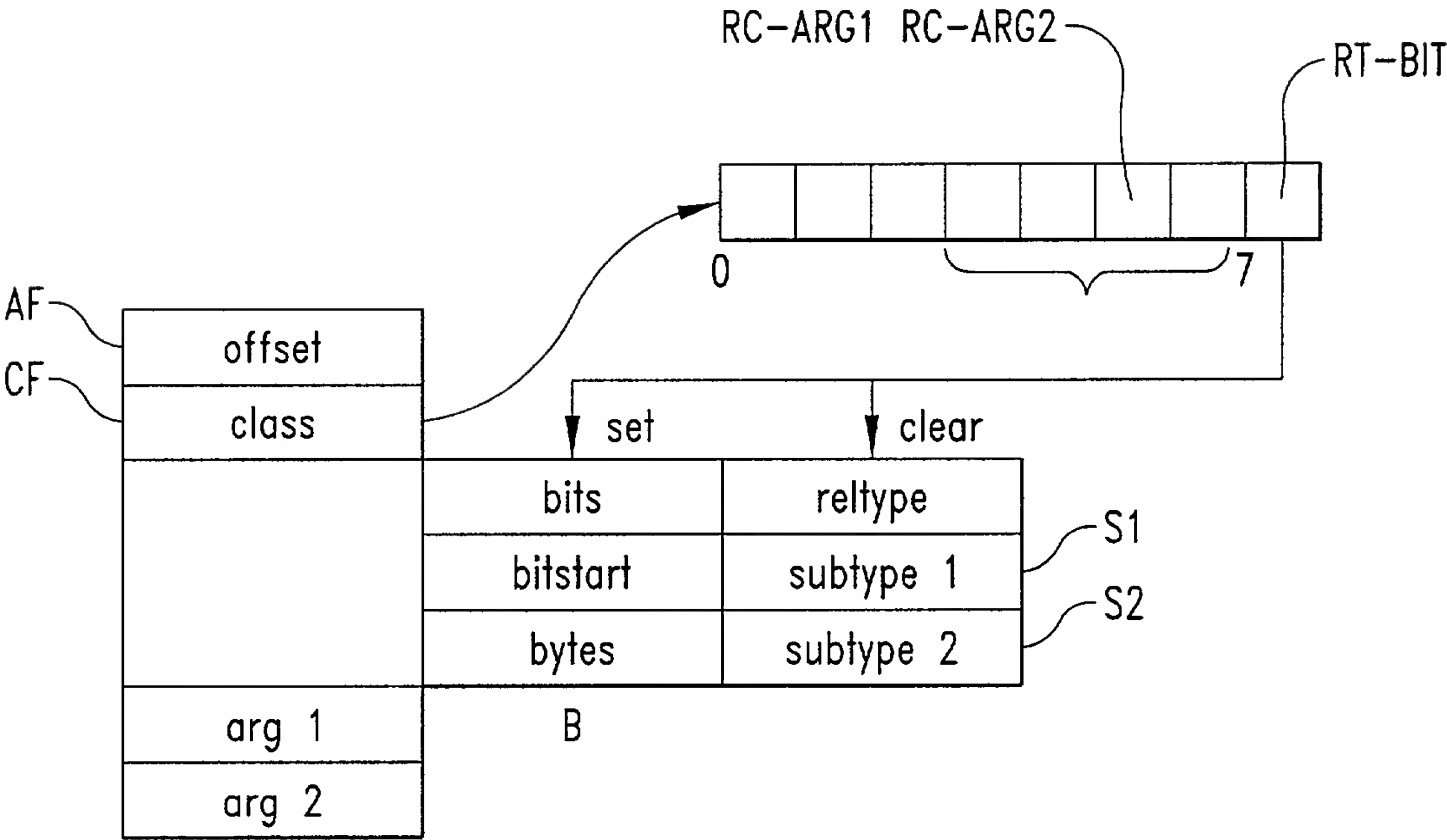 RC-ARG1 RC-ARG2
RT-BIT
0
7
AF
offset
CF
class
set
clear
bits
reltype
S1
bitstart
subtype 1
S2
bytes
subtype 2
arg 1
B
arg 2